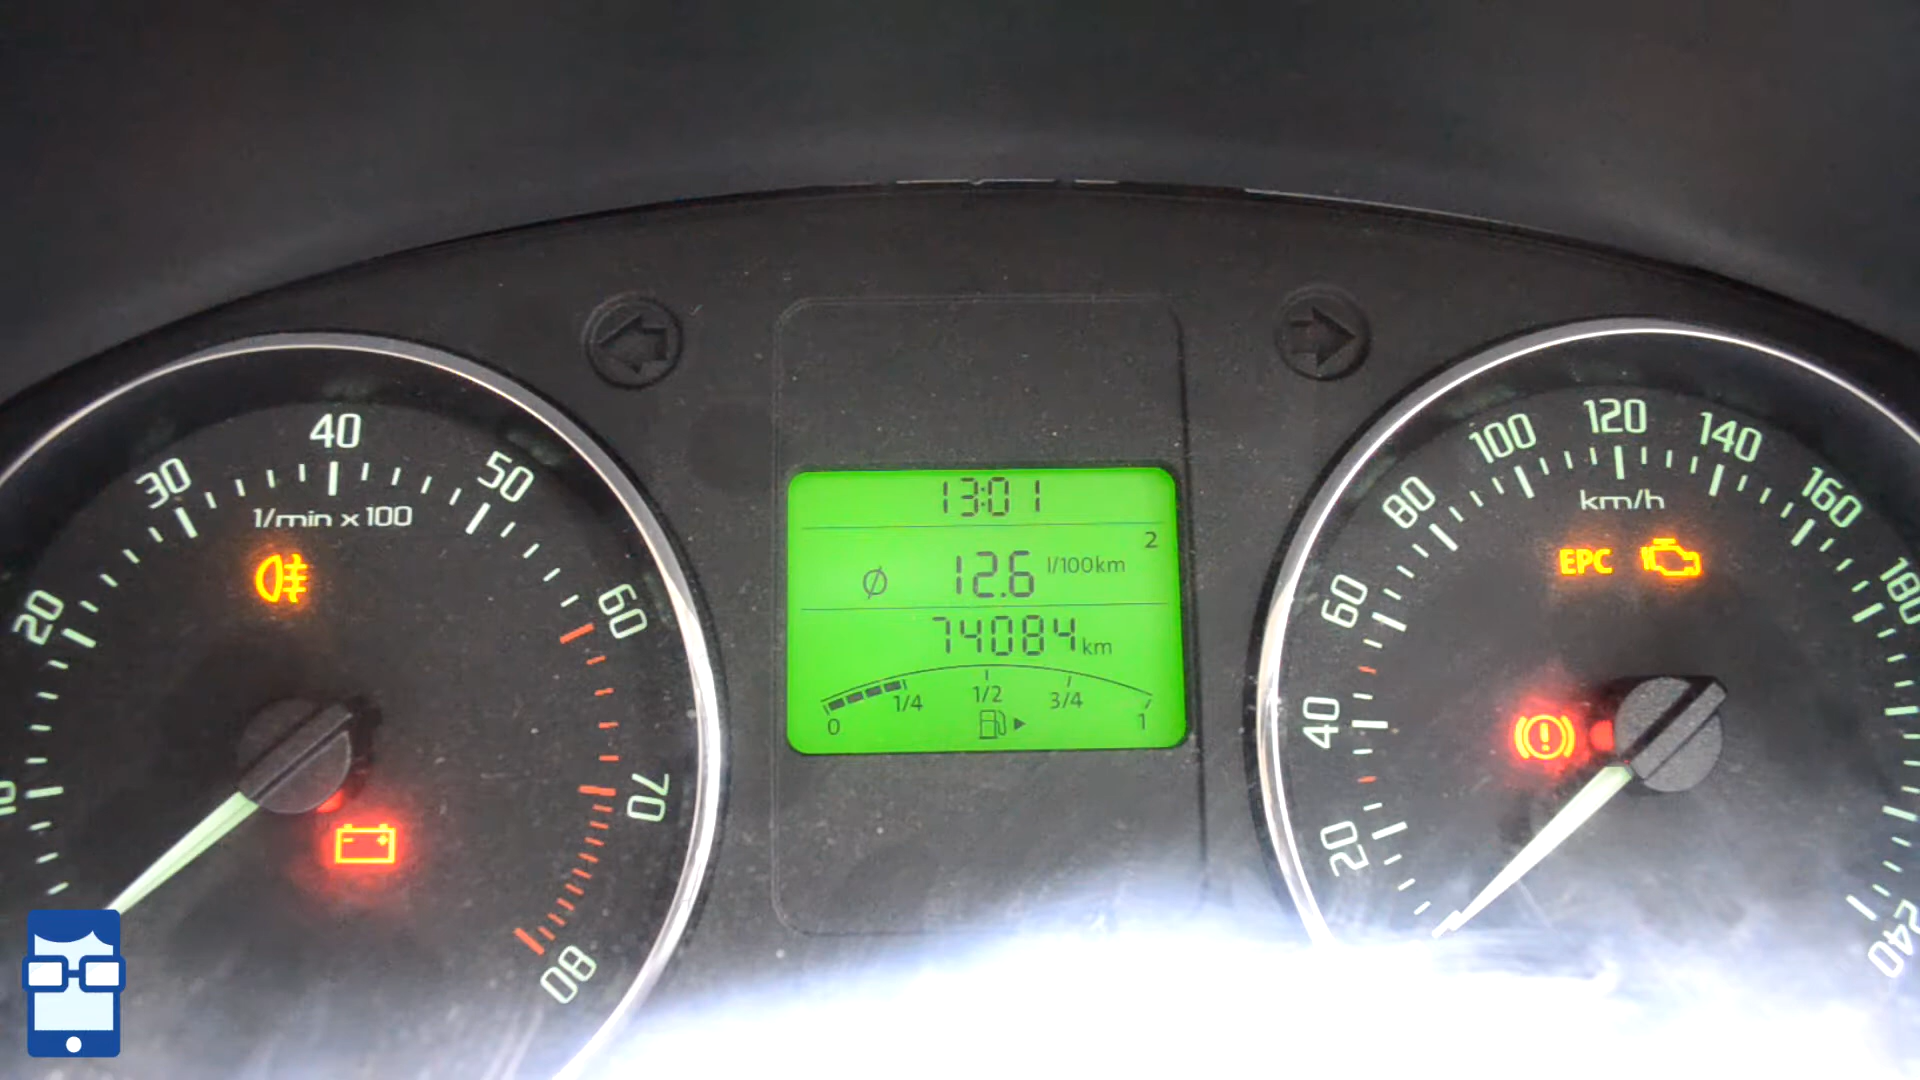 13:01
2
Ø 12.6 l/100km
74084 km
0 1/4 1/2 3/4 1
20 30 40 50 60 70 80
1/min x 100
20 40 60 80 100 120 140 160 180 240
km/h
EPC